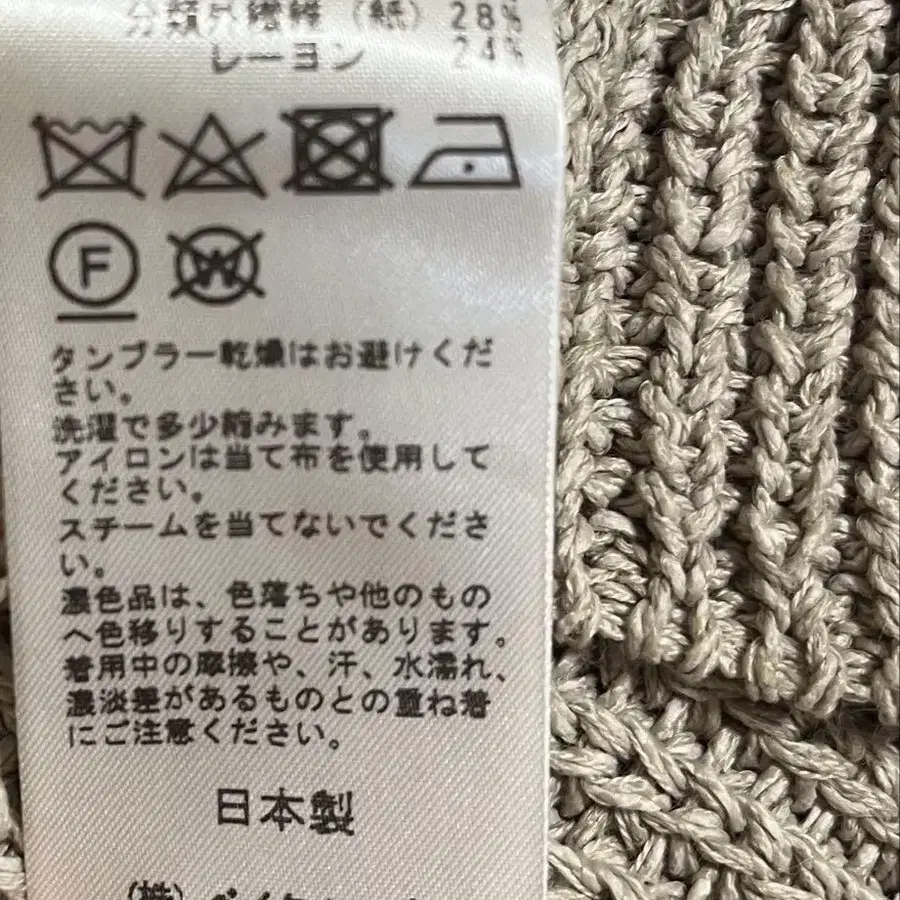 分類外繊維(紙) 28%
レーヨン 24%
F
W
タンブラー乾燥はお避けくだ
さい。
洗濯で多少縮みます。
アイロンは当て布を使用して
ください。
スチームを当てないでくださ
い。
濃色品は、色落ちや他のもの
へ色移りすることがあります。
着用中の摩擦や、汗、水濡れ、
濃淡差があるものとの重ね着
にご注意ください。
日本製
(株)